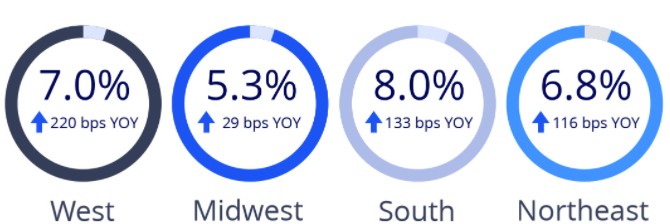 7.0%
220 bps YOY
West
5.3%
29 bps YOY
Midwest
8.0%
133 bps YOY
South
6.8%
116 bps YOY
Northeast